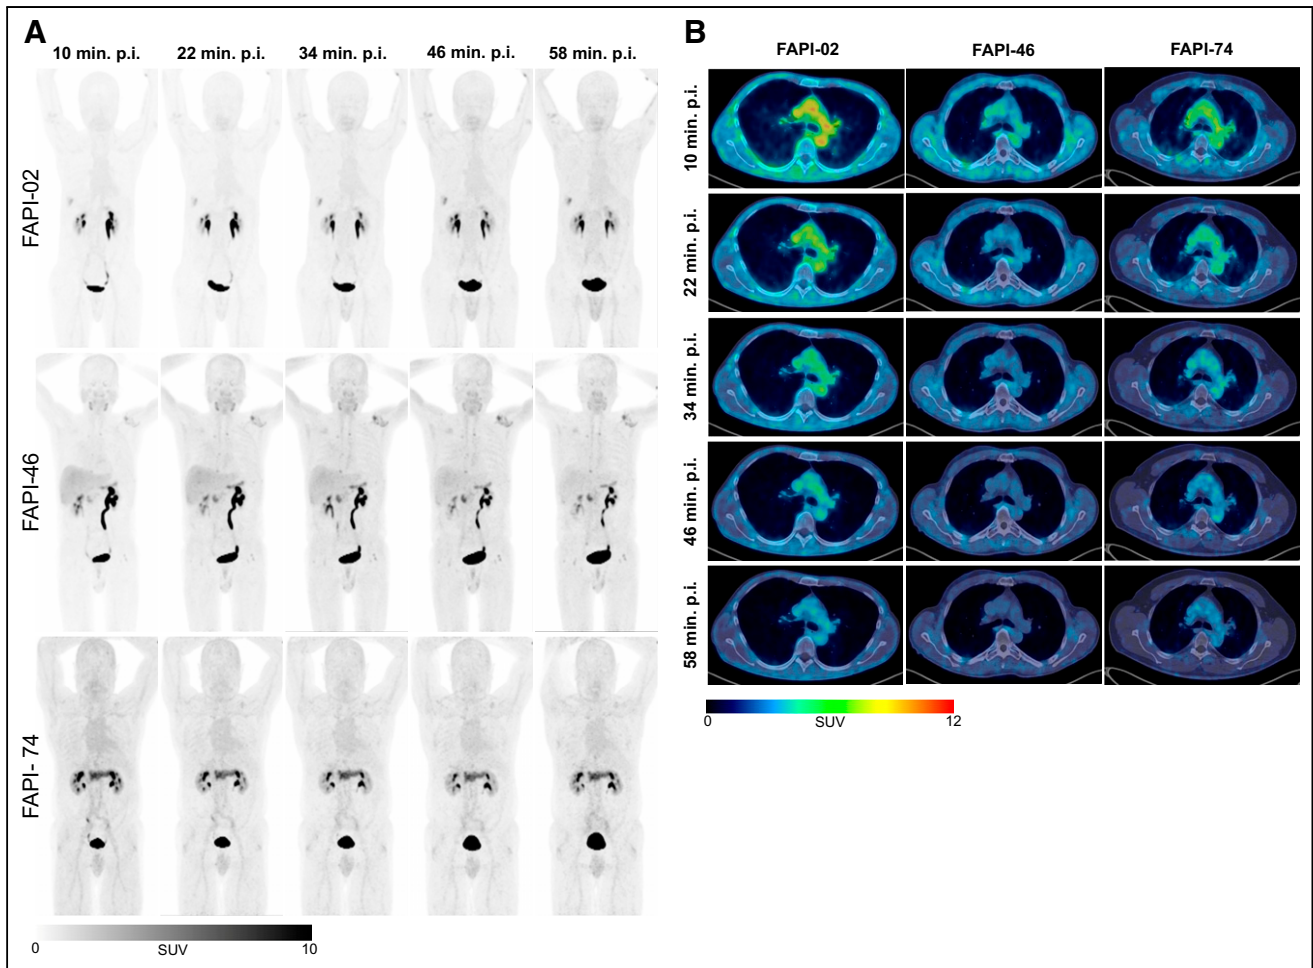 A
10 min. p.i. 22 min. p.i. 34 min. p.i. 46 min. p.i. 58 min. p.i.
FAPI-02
FAPI-46
FAPI- 74
0 SUV 10
B
FAPI-02 FAPI-46 FAPI-74
10 min. p.i.
22 min. p.i.
34 min. p.i.
46 min. p.i.
58 min. p.i.
0 SUV 12